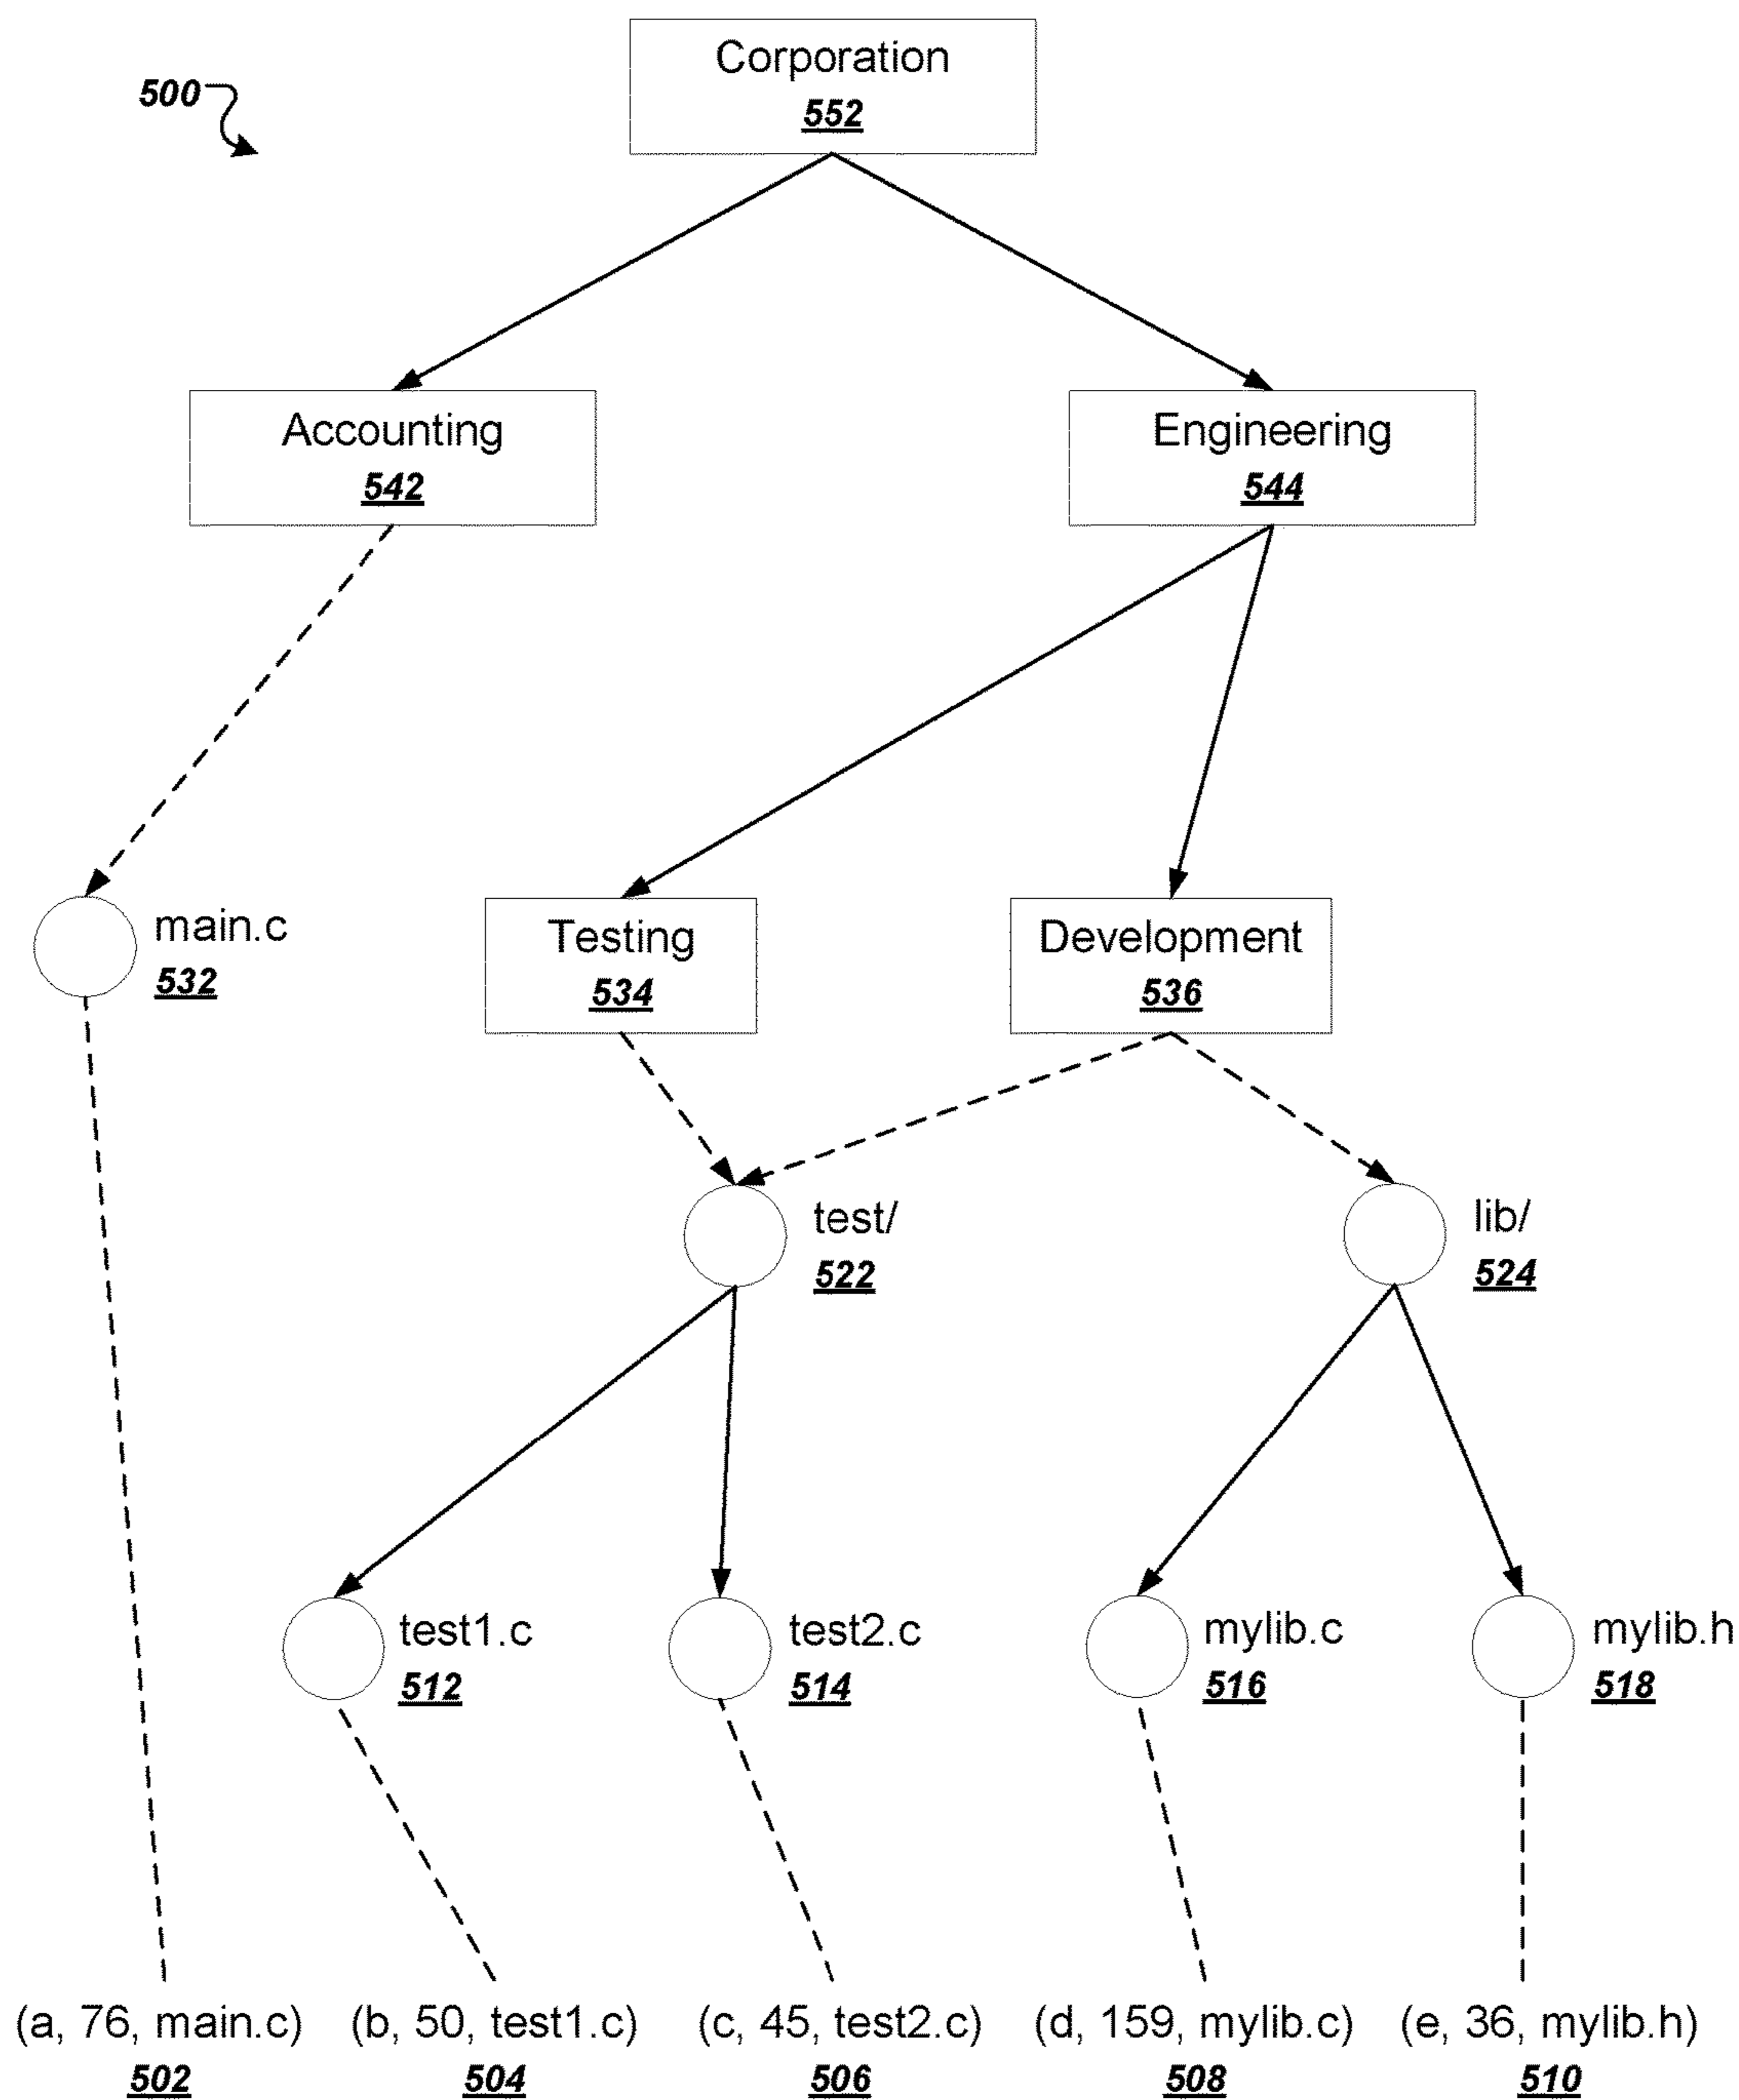 Corporation
552
500
Accounting
542
Engineering
544
main.c
532
Testing
534
Development
536
test/
522
lib/
524
test1.c
512
test2.c
514
mylib.c
516
mylib.h
518
(a, 76, main.c)
502
(b, 50, test1.c)
504
(c, 45, test2.c)
506
(d, 159, mylib.c)
508
(e, 36, mylib.h)
510